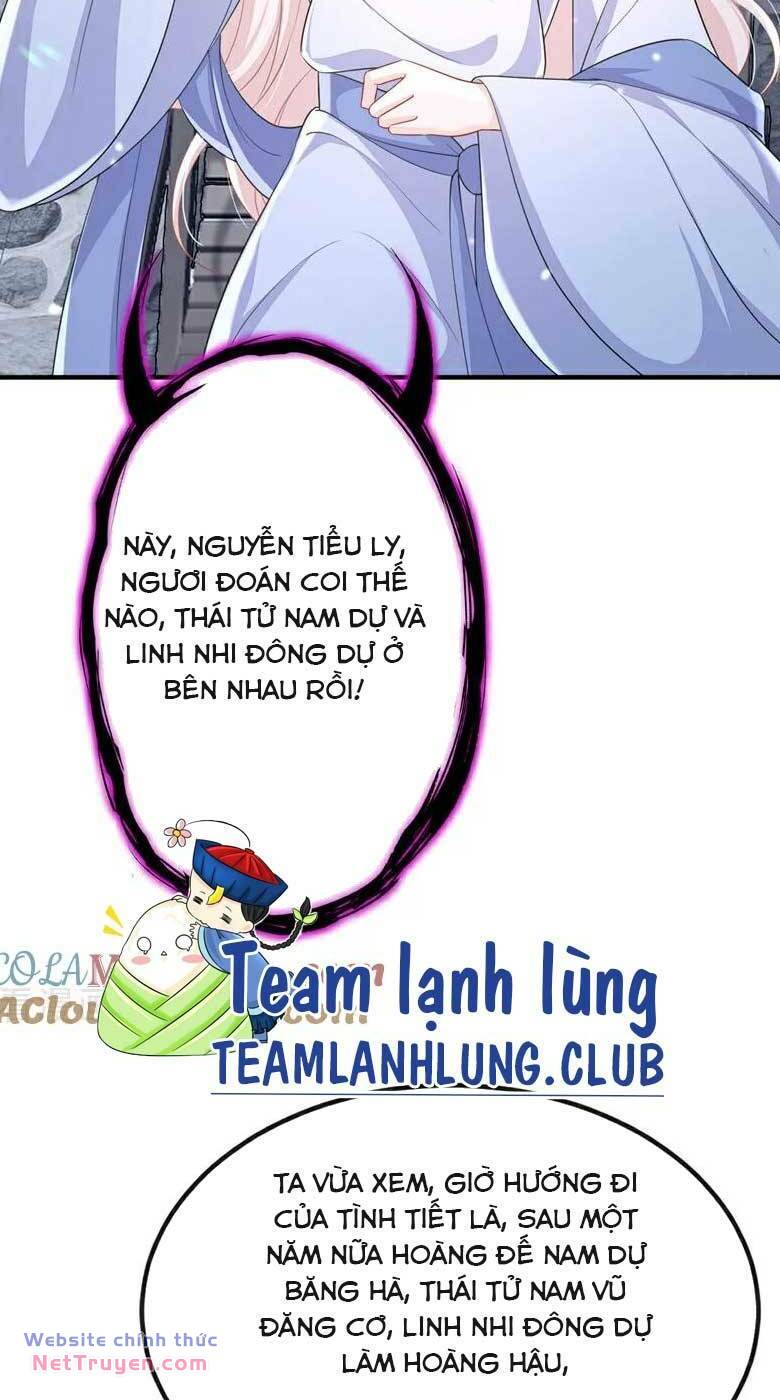 NÀY, NGUYỄN TIỂU LY,
NGƯƠI ĐOÁN COI THẾ
NÀO, THÁI TỬ NAM DỰ VÀ
LINH NHI ĐÔNG DỰ Ở
BÊN NHAU RỒI!
COLAM
Aclou
.com
Team lạnh lùng
TEAMLANHLUNG.CLUB
TA VỪA XEM, GIỜ HƯỚNG ĐI
CỦA TÌNH TIẾT LÀ, SAU MỘT
NĂM NỮA HOÀNG ĐẾ NAM DỰ
BĂNG HÀ, THÁI TỬ NAM VŨ
ĐĂNG CƠ, LINH NHI ĐÔNG DỰ
LÀM HOÀNG HẬU,
Website chính thức
NetTruyen.com